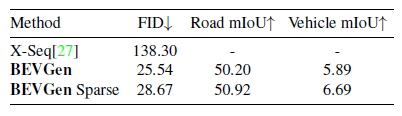 Method FID↓ Road mIoU↑ Vehicle mIoU↑
X-Seq[27] 138.30 - -
BEVGen 25.54 50.20 5.89
BEVGen Sparse 28.67 50.92 6.69